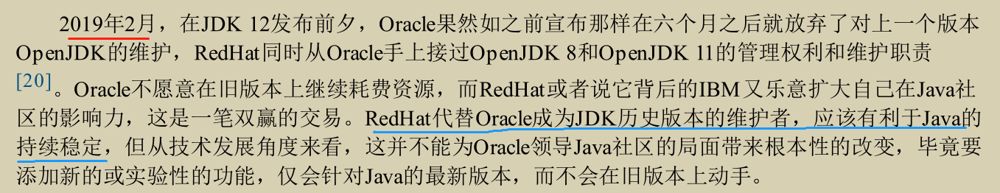 2019年2月，在JDK 12发布前夕，Oracle果然如之前宣布那样在六个月之后就放弃了对上一个版本
OpenJDK的维护，RedHat同时从Oracle手上接过OpenJDK 8和OpenJDK 11的管理权利和维护职责
[20]。Oracle不愿意在旧版本上继续耗费资源，而RedHat或者说它背后的IBM又乐意扩大自己在Java社
区的影响力，这是一笔双赢的交易。RedHat代替Oracle成为JDK历史版本的维护者，应该有利于Java的
持续稳定，但从技术发展角度来看，这并不能为Oracle领导Java社区的局面带来根本性的改变，毕竟要
添加新的或实验性的功能，仅会针对Java的最新版本，而不会在旧版本上动手。